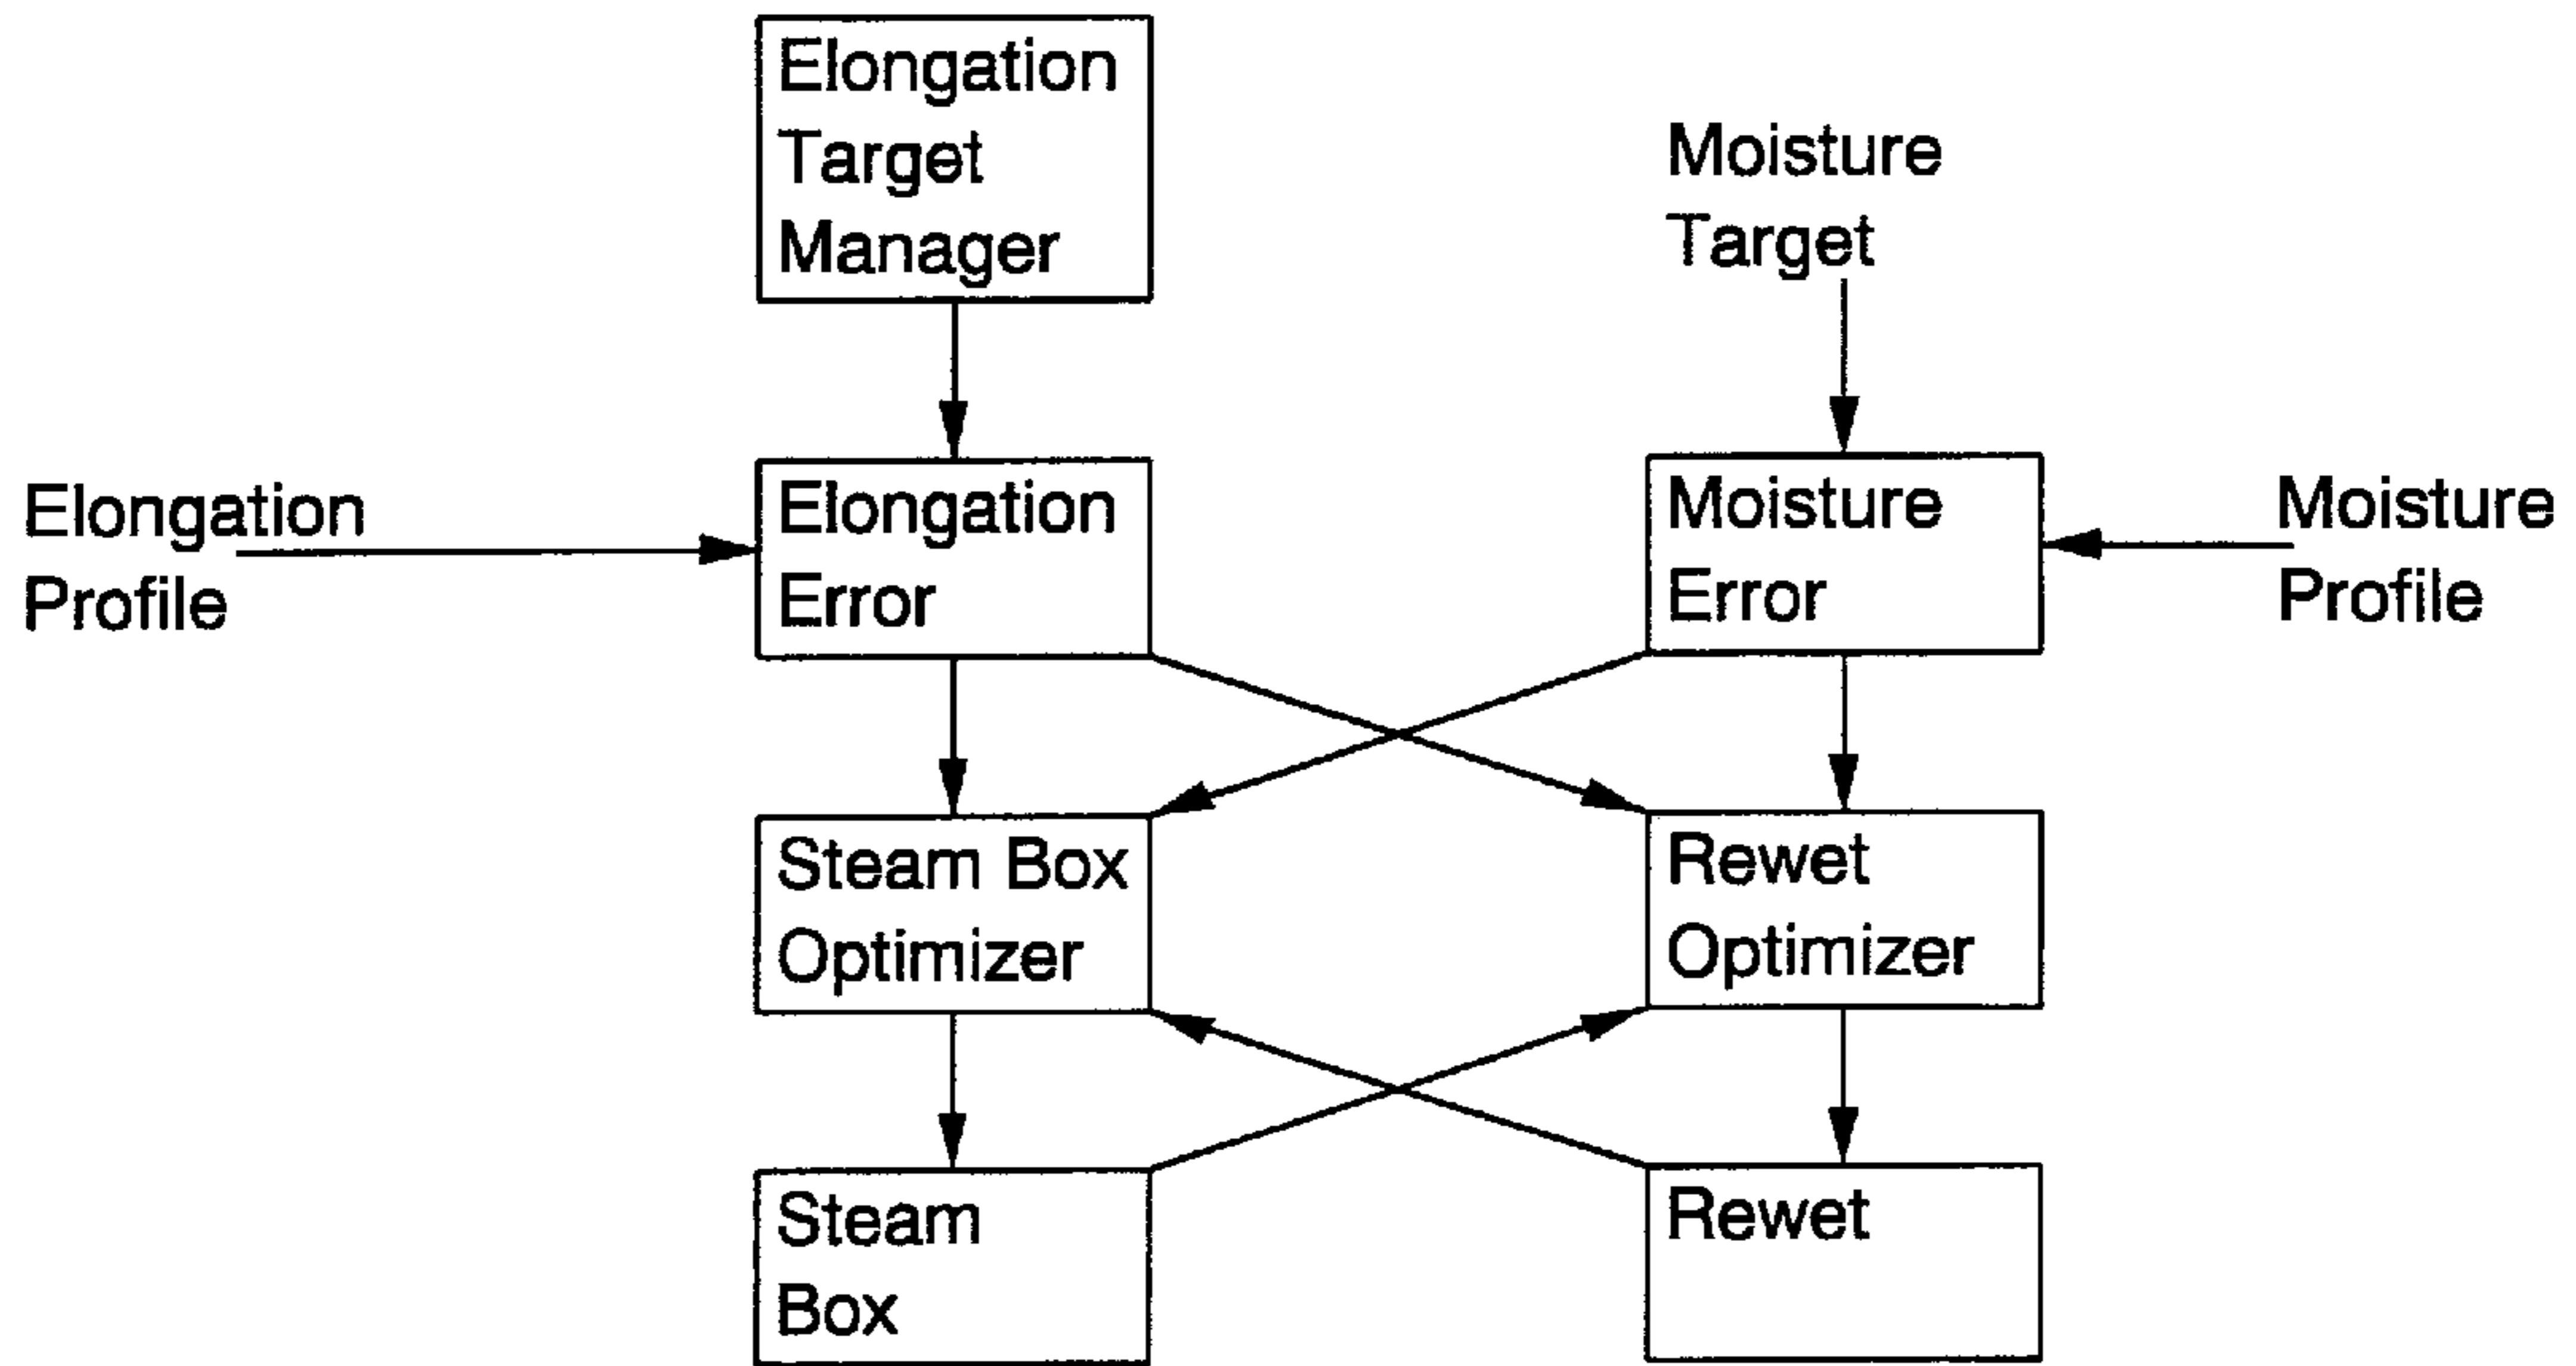 Elongation
Target
Manager
Moisture
Target
Elongation
Profile
Elongation
Error
Moisture
Error
Moisture
Profile
Steam Box
Optimizer
Rewet
Optimizer
Steam
Box
Rewet